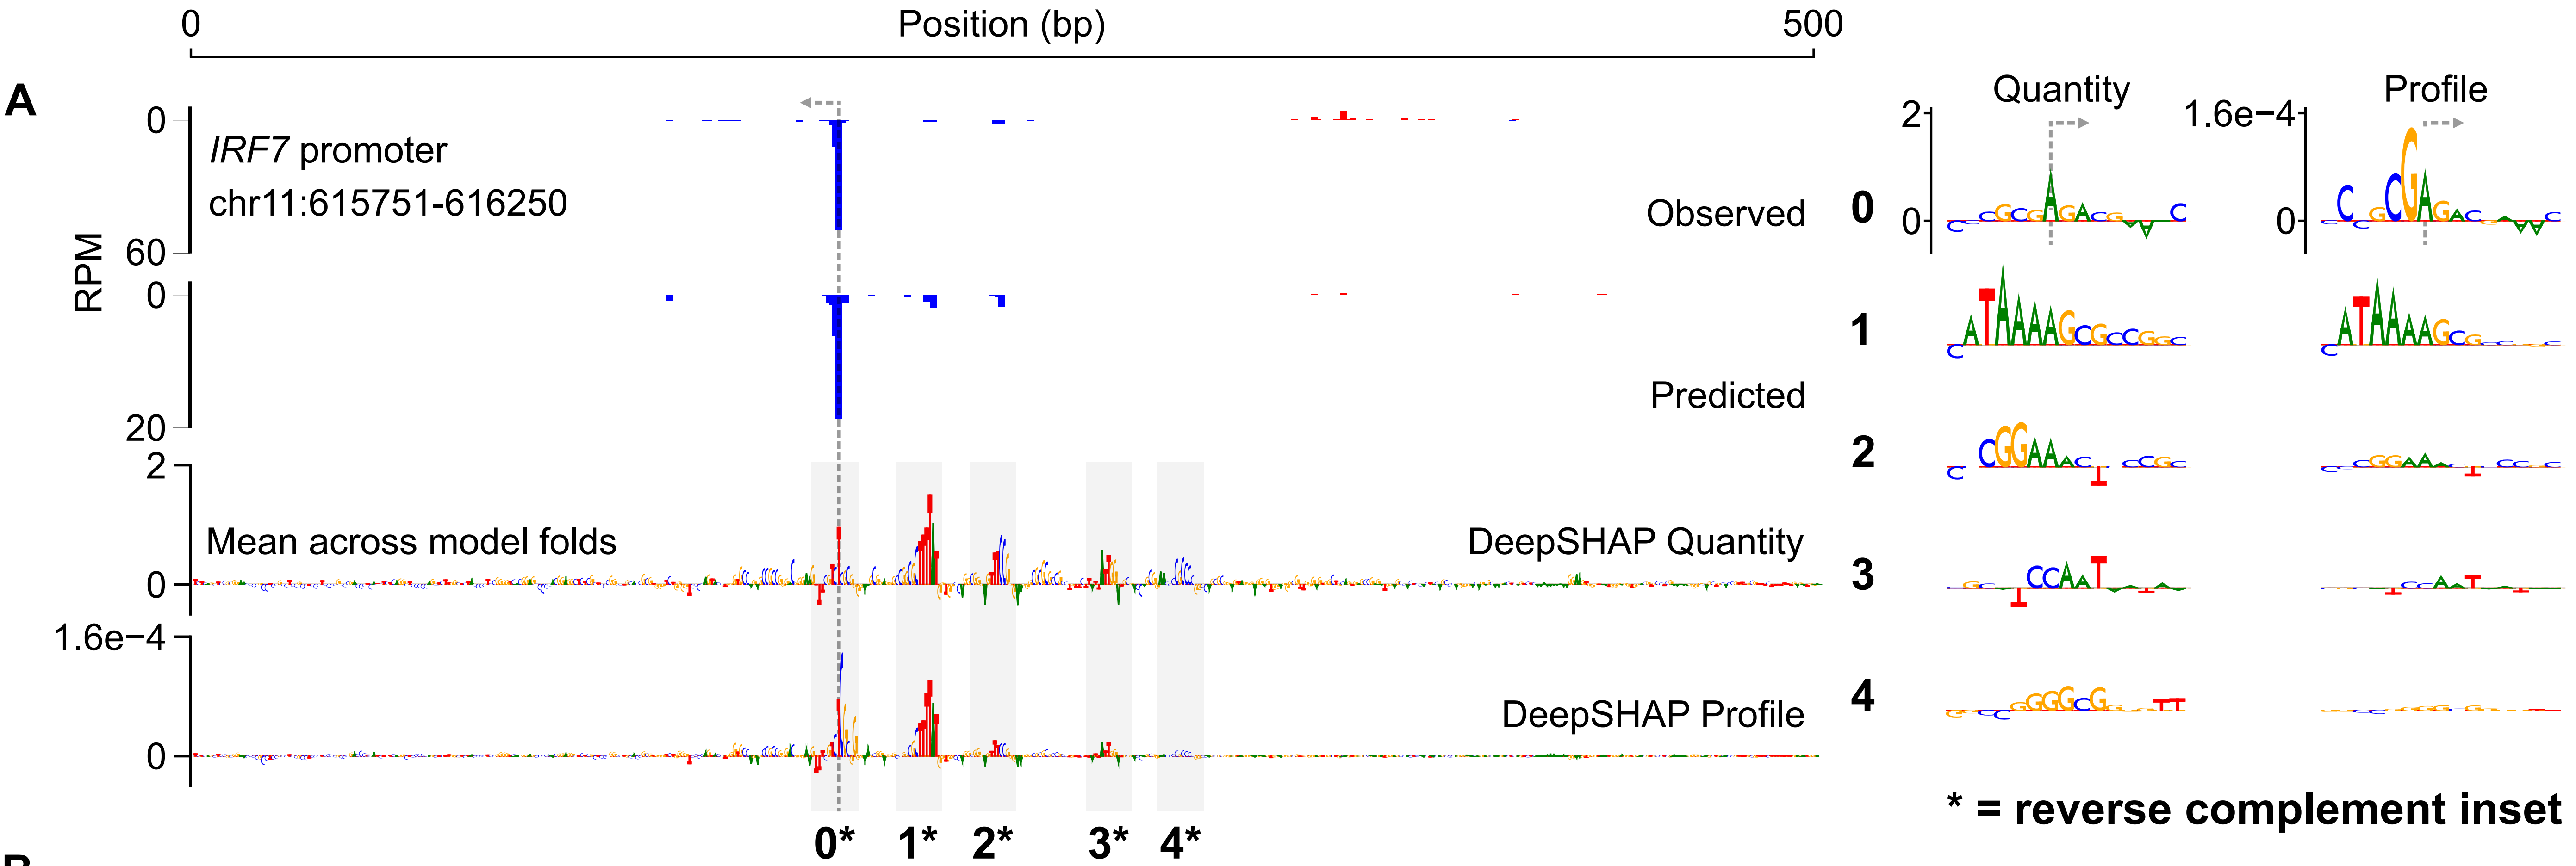 0 Position (bp) 500
A
0
IRF7 promoter
chr11:615751-616250
Observed
60
RPM
0
Predicted
20
2
Mean across model folds
DeepSHAP Quantity
0
1.6e−4
DeepSHAP Profile
0
0* 1* 2* 3* 4*
Quantity Profile
2 1.6e−4
0
0 0
1
2
3
4
* = reverse complement inset